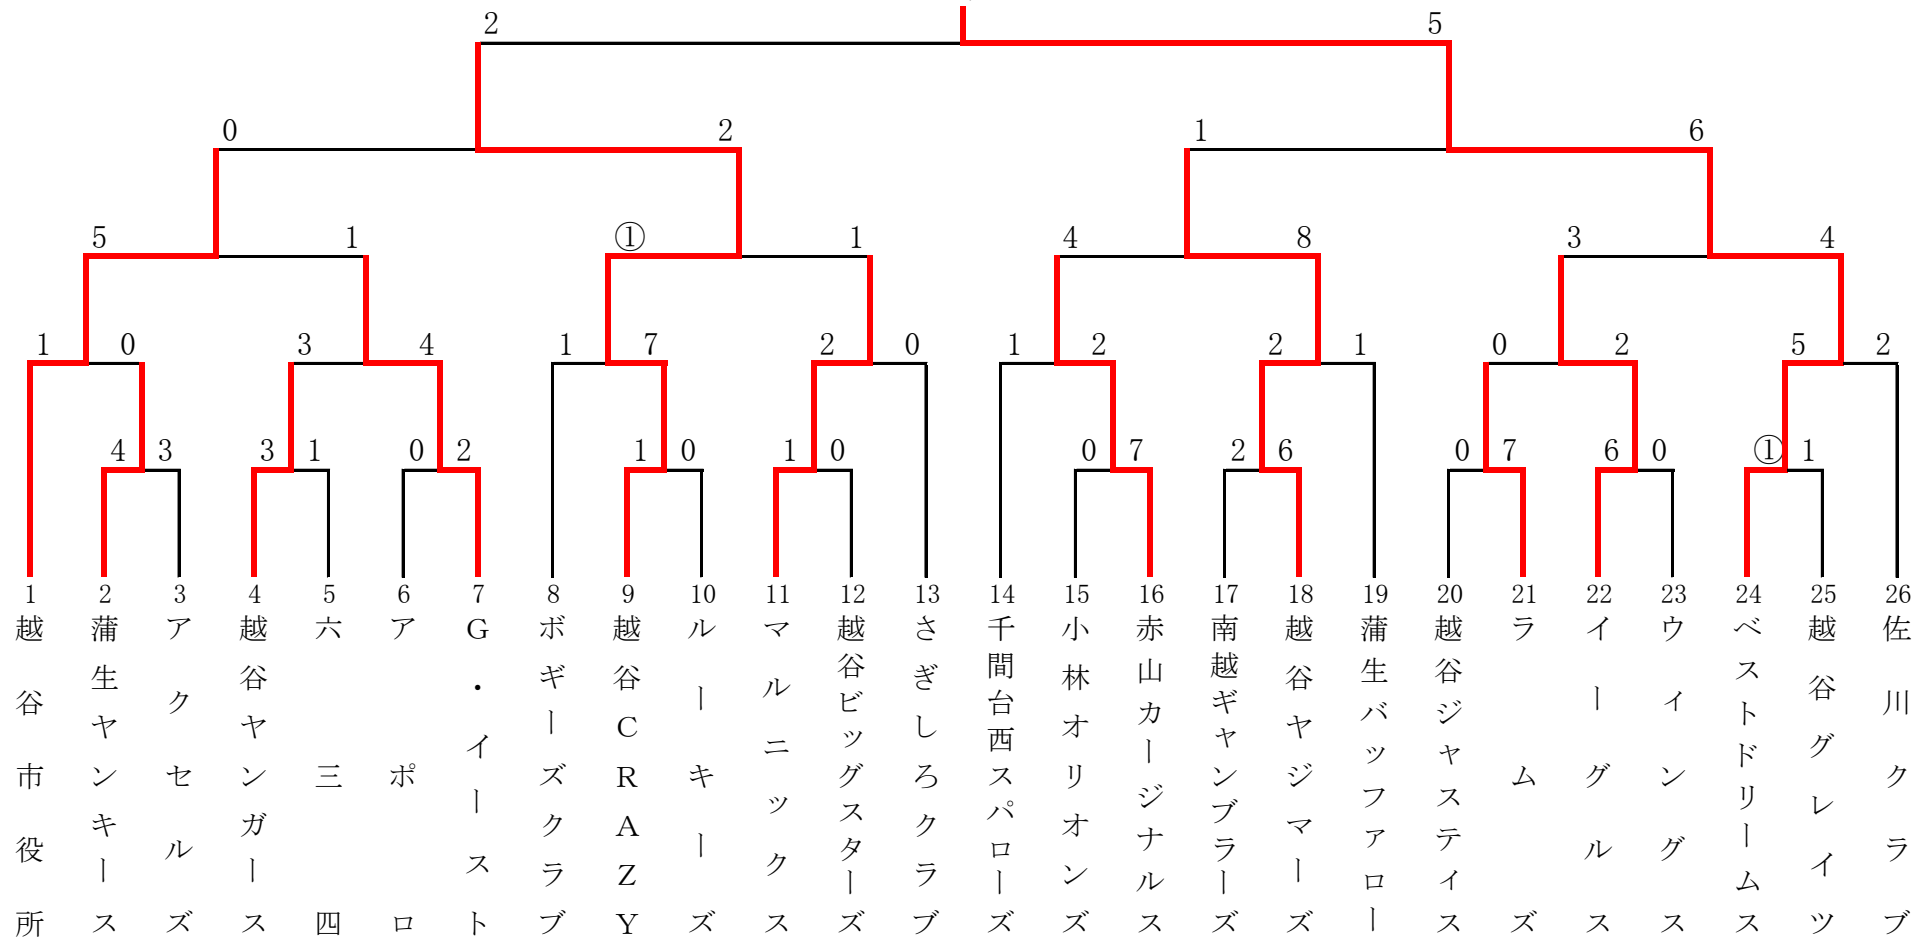 2 5
0 2 1 6
5 1 ① 1 4 8 3 4
1 0 3 4 1 7 2 0 1 2 2 1 0 2 5 2
4 3 3 1 0 2 1 0 1 0 0 7 2 6 0 7 6 0 ① 1
1 2 3 4 5 6 7 8 9 10 11 12 13 14 15 16 17 18 19 20 21 22 23 24 25 26
越谷市役所
蒲生ヤンキース
アクセルズ
越谷ヤンガース
六三四
アポロ
G・イースト
ボギーズクラブ
越谷CRAZY
ルーキーズ
マルニックス
越谷ビッグスターズ
さぎしろクラブ
千間台西スパローズ
小林オリオンズ
赤山カージナルス
南越ギャンブラーズ
越谷ヤジマーズ
蒲生バッファロー
越谷ジャスティス
ラムズ
イーグルス
ウィングス
ベストドリームス
越谷グレイツ
佐川クラブ